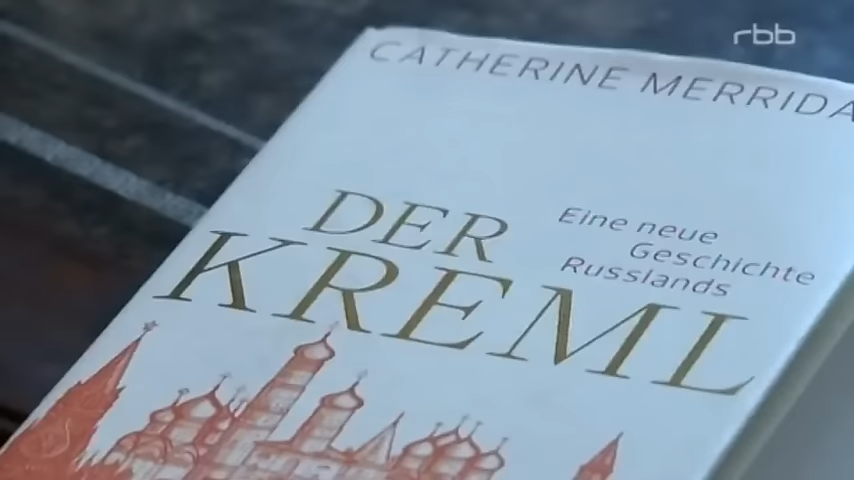 rbb
CATHERINE MERRIDA
DER
KREML
Eine neue
Geschichte
Russlands